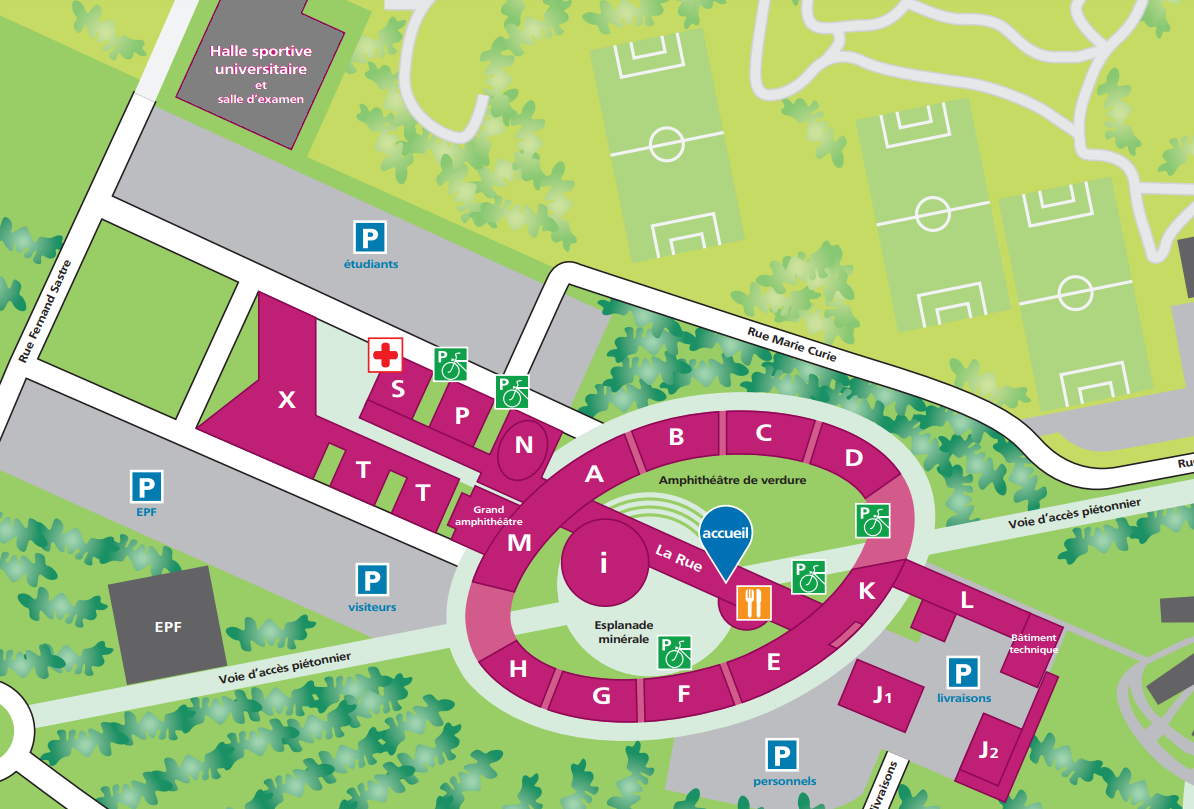 Halle sportive
universitaire
et
salle d'examen
P
étudiants
Rue Fernand Sastre
Rue Marie Curie
X
S
P
P
P
N
T
T
Grand
amphithéâtre
M
A
B
C
D
Amphithéâtre de verdure
P
EPF
P
visiteurs
EPF
Voie d'accès piétonnier
i
La Rue
accueil
P
P
Esplanade
minérale
P
Voie d'accès piétonnier
K
L
Bâtiment
technique
H
G
F
E
J1
P
livraisons
J2
P
personnels
livraisons